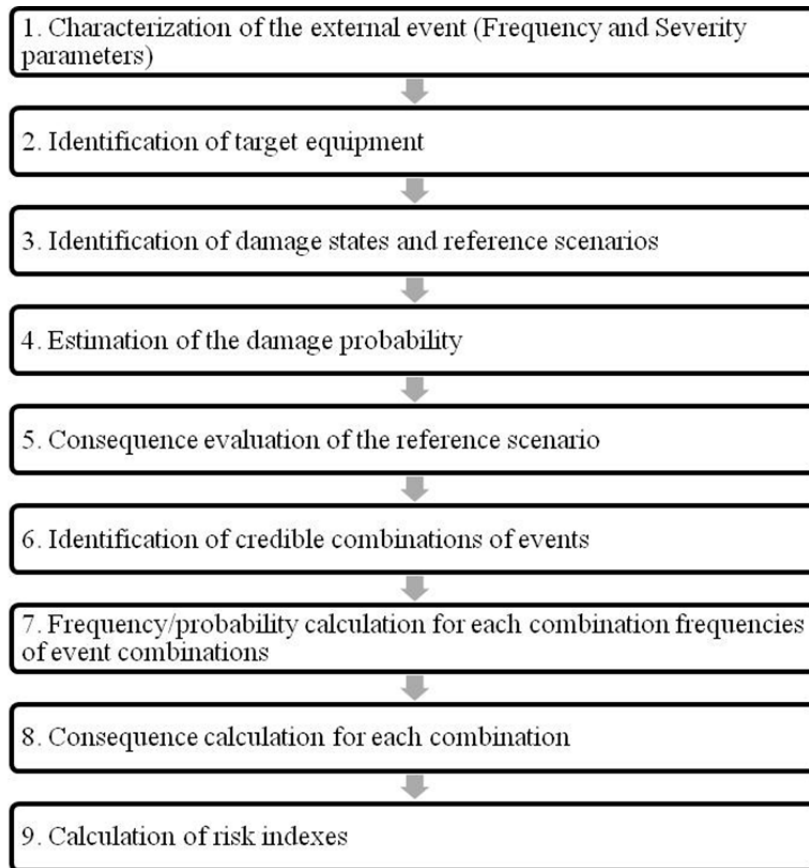 1. Characterization of the external event (Frequency and Severity
parameters)
2. Identification of target equipment
3. Identification of damage states and reference scenarios
4. Estimation of the damage probability
5. Consequence evaluation of the reference scenario
6. Identification of credible combinations of events
7. Frequency/probability calculation for each combination frequencies
of event combinations
8. Consequence calculation for each combination
9. Calculation of risk indexes